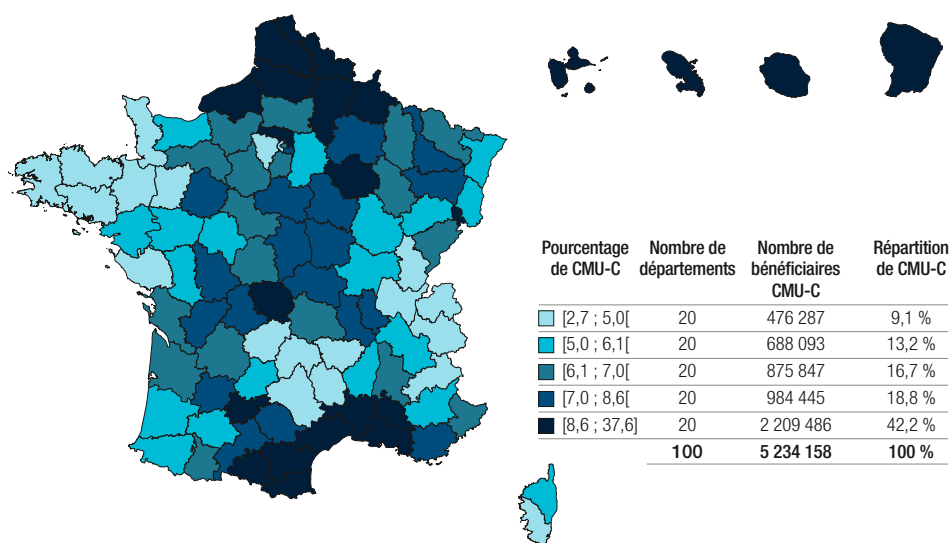 Pourcentage de CMU-C Nombre de départements Nombre de bénéficiaires CMU-C Répartition de CMU-C
[2,7 ; 5,0[ 20 476 287 9,1 %
[5,0 ; 6,1[ 20 688 093 13,2 %
[6,1 ; 7,0[ 20 875 847 16,7 %
[7,0 ; 8,6[ 20 984 445 18,8 %
[8,6 ; 37,6] 20 2 209 486 42,2 %
100 5 234 158 100 %